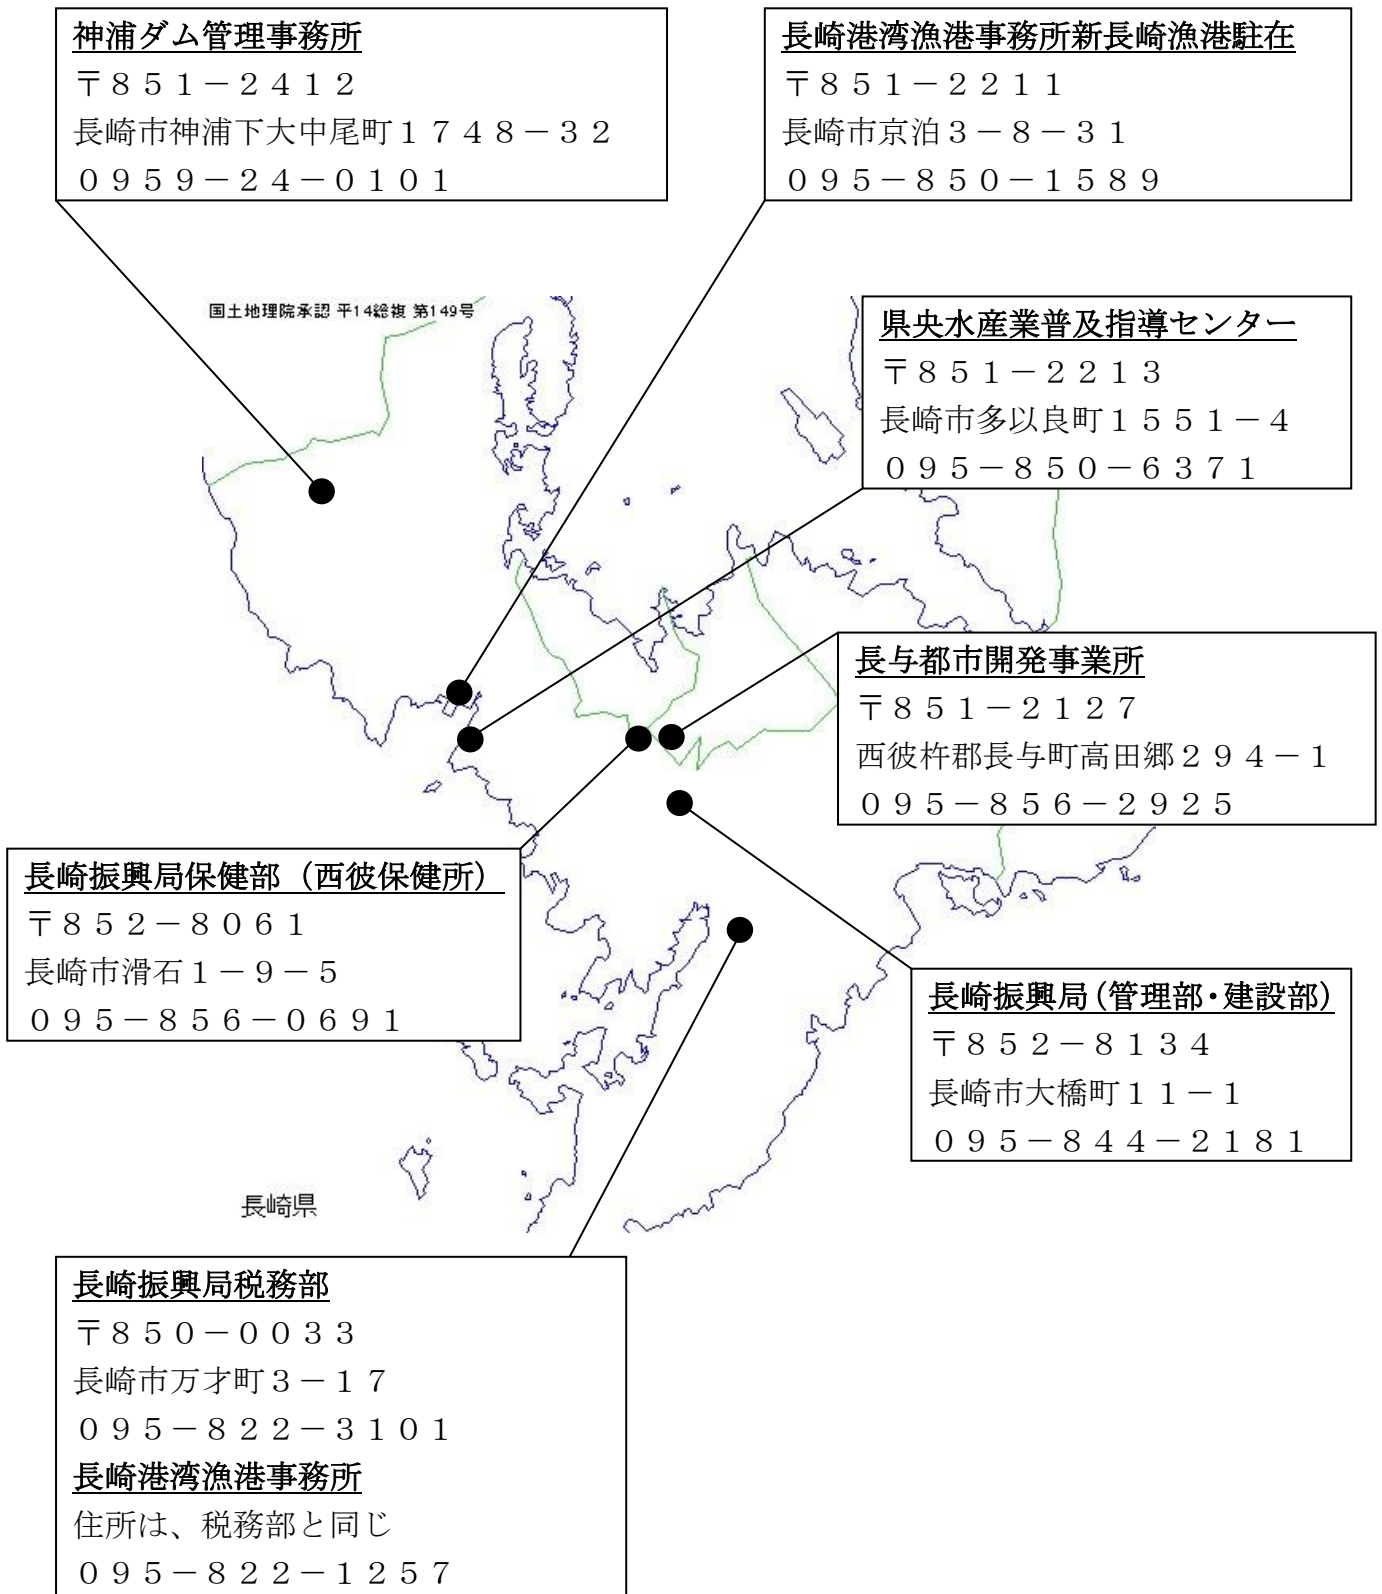 神浦ダム管理事務所
〒８５１－２４１２
長崎市神浦下大中尾町１７４８－３２
０９５９－２４－０１０１
長崎港湾漁港事務所新長崎漁港駐在
〒８５１－２２１１
長崎市京泊３－８－３１
０９５－８５０－１５８９
国土地理院承認 平14総複 第149号
県央水産業普及指導センター
〒８５１－２２１３
長崎市多以良町１５５１－４
０９５－８５０－６３７１
長与都市開発事業所
〒８５１－２１２７
西彼杵郡長与町高田郷２９４－１
０９５－８５６－２９２５
長崎振興局保健部（西彼保健所）
〒８５２－８０６１
長崎市滑石１－９－５
０９５－８５６－０６９１
長崎振興局（管理部・建設部）
〒８５２－８１３４
長崎市大橋町１１－１
０９５－８４４－２１８１
長崎県
長崎振興局税務部
〒８５０－００３３
長崎市万才町３－１７
０９５－８２２－３１０１
長崎港湾漁港事務所
住所は、税務部と同じ
０９５－８２２－１２５７